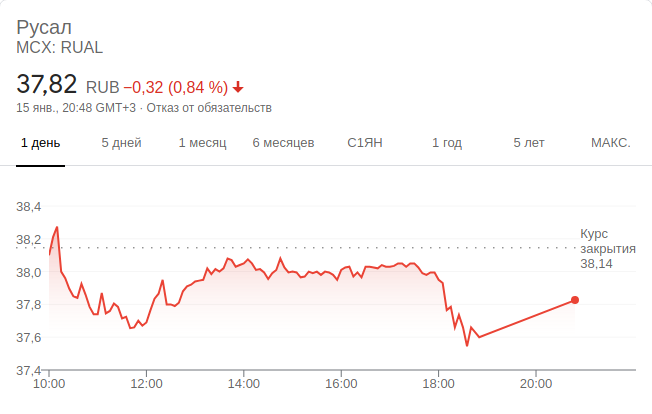 Русал
MCX: RUAL
37,82 RUB −0,32 (0,84 %)
15 янв., 20:48 GMT+3 · Отказ от обязательств
1 день 5 дней 1 месяц 6 месяцев С1ЯН 1 год 5 лет МАКС.
38,4
38,2
38,0
37,8
37,6
37,4
Курс
закрытия
38,14
10:00 12:00 14:00 16:00 18:00 20:00